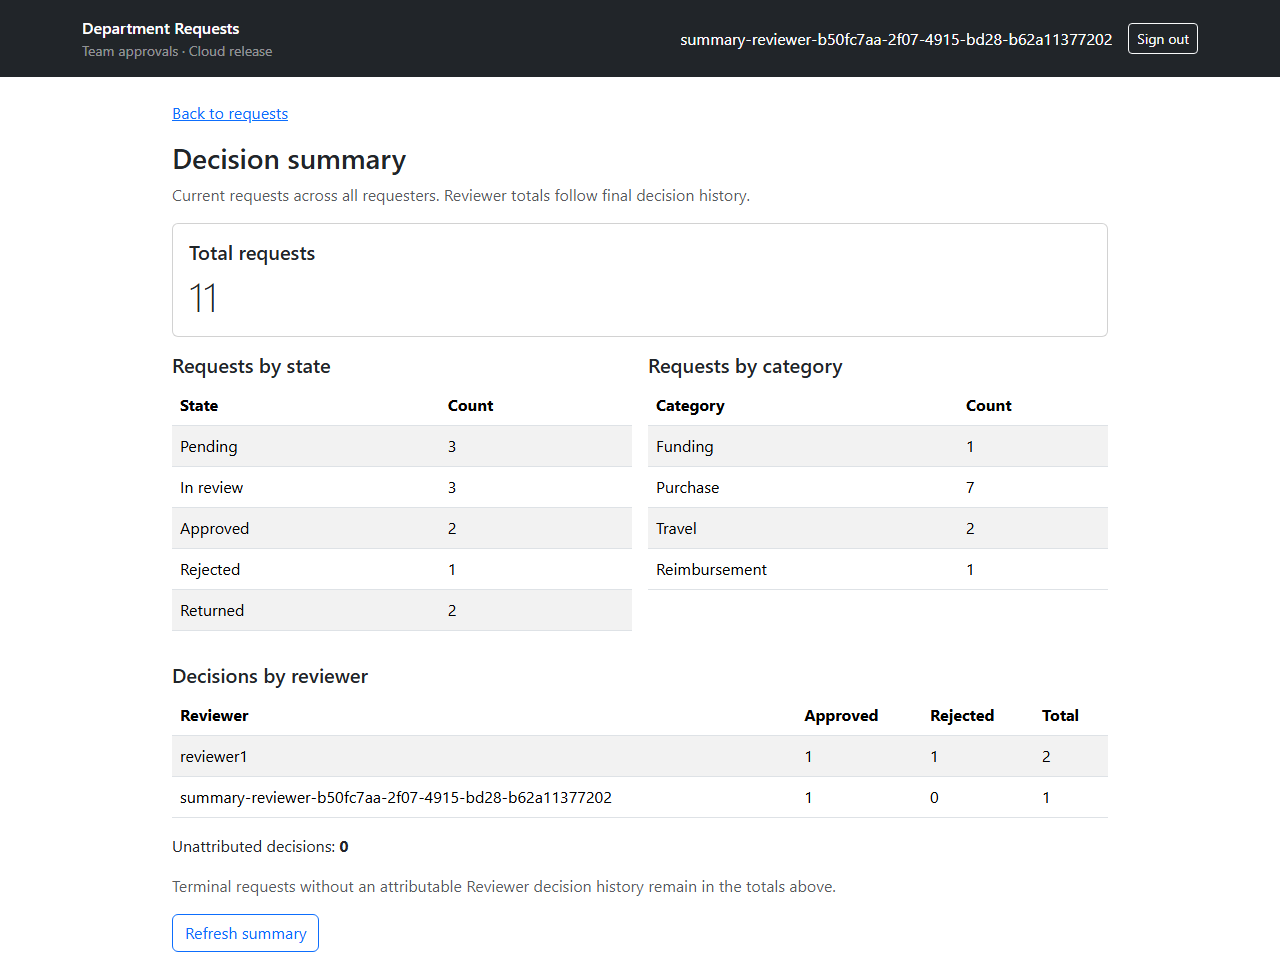 Department Requests
Team approvals · Cloud release
summary-reviewer-b50fc7aa-2f07-4915-bd28-b62a11377202
Sign out
Back to requests
Decision summary
Current requests across all requesters. Reviewer totals follow final decision history.
Total requests
11
Requests by state
State Count
Pending 3
In review 3
Approved 2
Rejected 1
Returned 2
Requests by category
Category Count
Funding 1
Purchase 7
Travel 2
Reimbursement 1
Decisions by reviewer
Reviewer Approved Rejected Total
reviewer1 1 1 2
summary-reviewer-b50fc7aa-2f07-4915-bd28-b62a11377202 1 0 1
Unattributed decisions: 0
Terminal requests without an attributable Reviewer decision history remain in the totals above.
Refresh summary